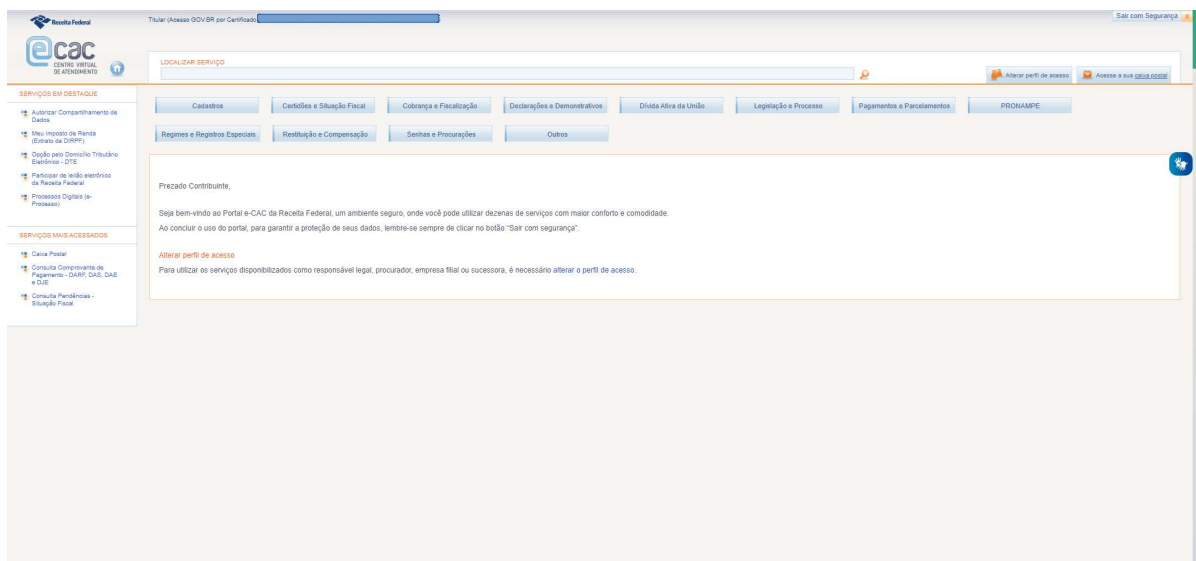 Receita Federal
Titular (Acesso GOV.BR por Certificado
Sair com Segurança
e cac
CENTRO VIRTUAL
DE ATENDIMENTO
LOCALIZAR SERVIÇO
Alterar perfil de acesso
Acesse a sua caixa postal
SERVIÇOS EM DESTAQUE
Autorizar Compartilhamento de
Dados
Meu Imposto de Renda
(Extrato da DIRPF)
Opção pelo Domicílio Tributário
Eletrônico - DTE
Participar de leilão eletrônico
da Receita Federal
Processos Digitais (e-
Processo)
SERVIÇOS MAIS ACESSADOS
Caixa Postal
Consulta Comprovante de
Pagamento - DARF, DAS, DAE
e DJE
Consulta Pendências -
Situação Fiscal
Cadastros
Certidões e Situação Fiscal
Cobrança e Fiscalização
Declarações e Demonstrativos
Dívida Ativa da União
Legislação e Processo
Pagamentos e Parcelamentos
PRONAMPE
Regimes e Registros Especiais
Restituição e Compensação
Senhas e Procurações
Outros
Prezado Contribuinte,
Seja bem-vindo ao Portal e-CAC da Receita Federal, um ambiente seguro, onde você pode utilizar dezenas de serviços com maior conforto e comodidade.
Ao concluir o uso do portal, para garantir a proteção de seus dados, lembre-se sempre de clicar no botão "Sair com segurança".
Alterar perfil de acesso
Para utilizar os serviços disponibilizados como responsável legal, procurador, empresa filial ou sucessora, é necessário alterar o perfil de acesso.